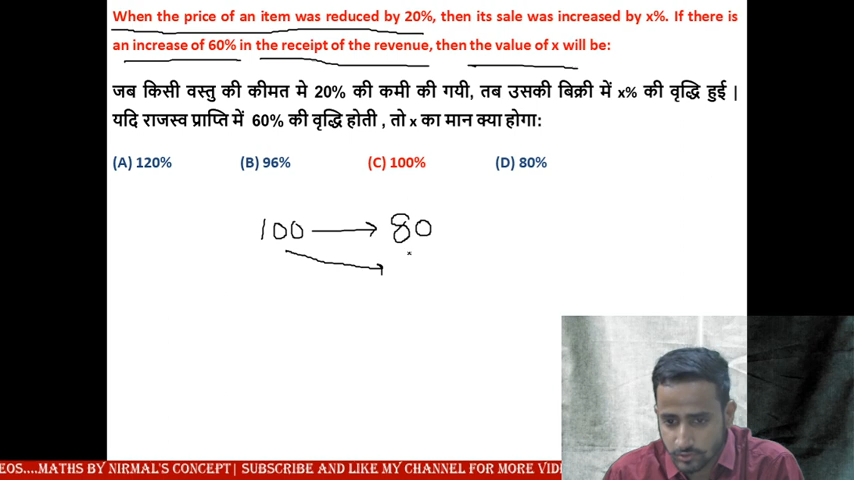 When the price of an item was reduced by 20%, then its sale was increased by x%. If there is
an increase of 60% in the receipt of the revenue, then the value of x will be:
जब किसी वस्तु की कीमत मे 20% की कमी की गयी, तब उसकी बिक्री में x% की वृद्धि हुई |
यदि राजस्व प्राप्ति में 60% की वृद्धि होती , तो x का मान क्या होगा:
(A) 120% (B) 96% (C) 100% (D) 80%
100 → 80
EOS....MATHS BY NIRMAL'S CONCEPT| SUBSCRIBE AND LIKE MY CHANNEL FOR MORE VID